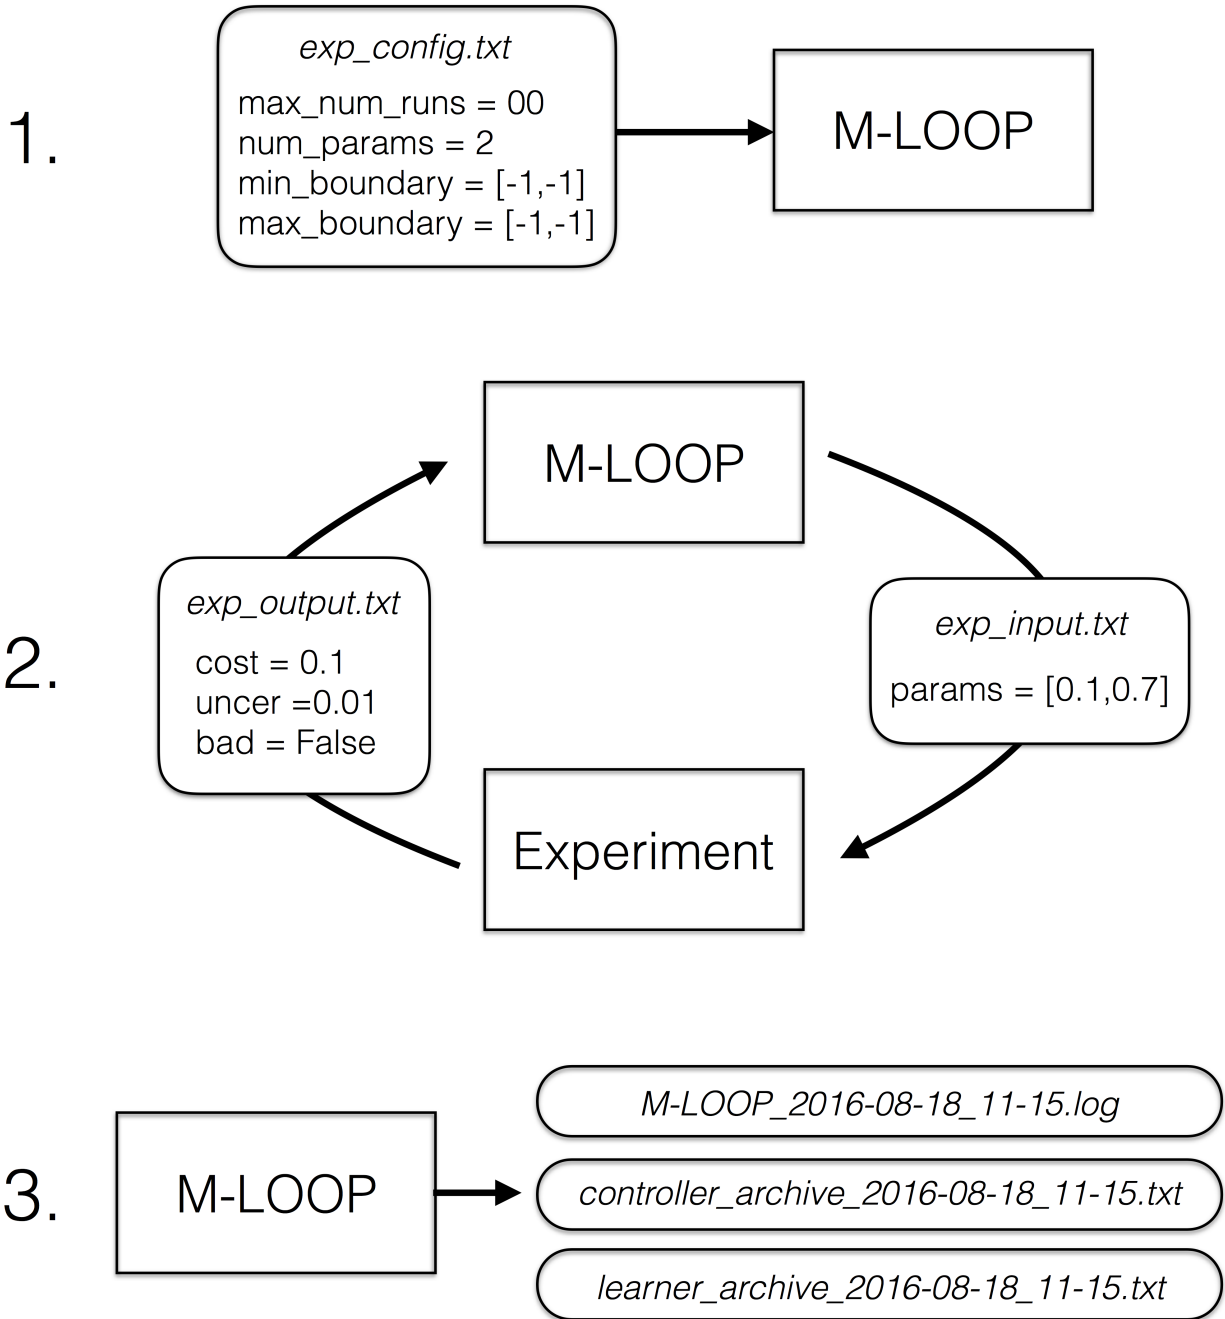 1.
exp_config.txt
max_num_runs = 00
num_params = 2
min_boundary = [-1,-1]
max_boundary = [-1,-1]
M-LOOP
2.
M-LOOP
exp_output.txt
cost = 0.1
uncer =0.01
bad = False
exp_input.txt
params = [0.1,0.7]
Experiment
3.
M-LOOP
M-LOOP_2016-08-18_11-15.log
controller_archive_2016-08-18_11-15.txt
learner_archive_2016-08-18_11-15.txt